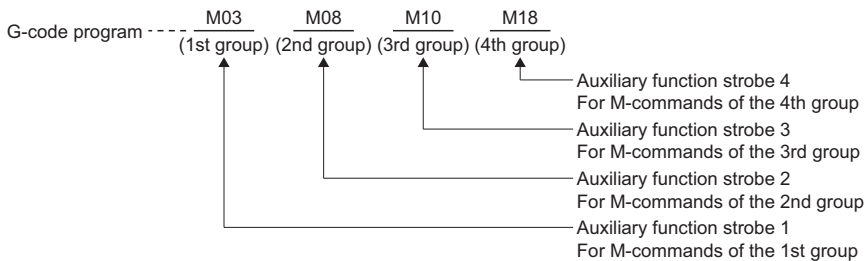 G-code program M03 M08 M10 M18
(1st group) (2nd group) (3rd group) (4th group)
Auxiliary function strobe 4
For M-commands of the 4th group
Auxiliary function strobe 3
For M-commands of the 3rd group
Auxiliary function strobe 2
For M-commands of the 2nd group
Auxiliary function strobe 1
For M-commands of the 1st group